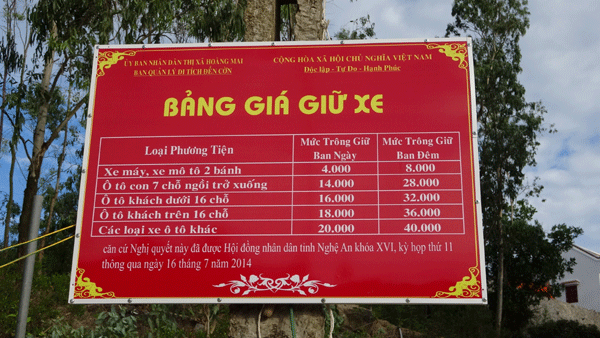 ỦY BAN NHÂN DÂN THỊ XÃ HOÀNG MAI
BAN QUẢN LÝ DI TÍCH ĐỀN CỜN
CỘNG HÒA XÃ HỘI CHỦ NGHĨA VIỆT NAM
Độc lập - Tự Do - Hạnh Phúc
BẢNG GIÁ GIỮ XE
Loại Phương Tiện
Mức Trông Giữ
Ban Ngày
Mức Trông Giữ
Ban Đêm
Xe máy, xe mô tô 2 bánh 4.000 8.000
Ô tô con 7 chỗ ngồi trở xuống 14.000 28.000
Ô tô khách dưới 16 chỗ 16.000 32.000
Ô tô khách trên 16 chỗ 18.000 36.000
Các loại xe ô tô khác 20.000 40.000
căn cứ Nghị quyết này đã được Hội đồng nhân dân tỉnh Nghệ An khóa XVI, kỳ họp thứ 11
thông qua ngày 16 tháng 7 năm 2014